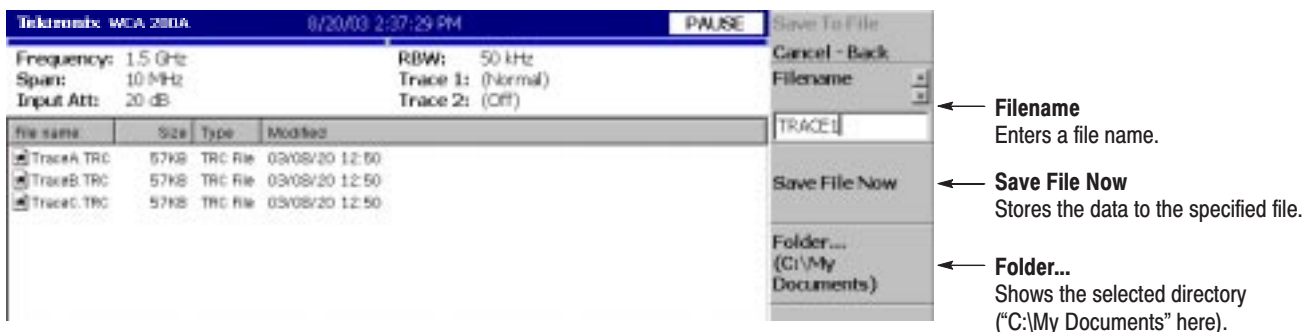 Tektronix WCA 200A 8/20/03 2:37:29 PM PAUSE
Frequency: 1.5 GHz RBW: 50 kHz
Span: 10 MHz Trace 1: (Normal)
Input Att: 20 dB Trace 2: (Off)
File name Size Type Modified
TraceA.TRC 57KB TRC File 03/08/20 12:50
TraceB.TRC 57KB TRC File 03/08/20 12:50
TraceC.TRC 57KB TRC File 03/08/20 12:50
Save To File
Cancel - Back
Filename
TRACE1
Save File Now
Folder...
(C:\My
Documents)
Filename
Enters a file name.
Save File Now
Stores the data to the specified file.
Folder...
Shows the selected directory
(“C:\My Documents” here).